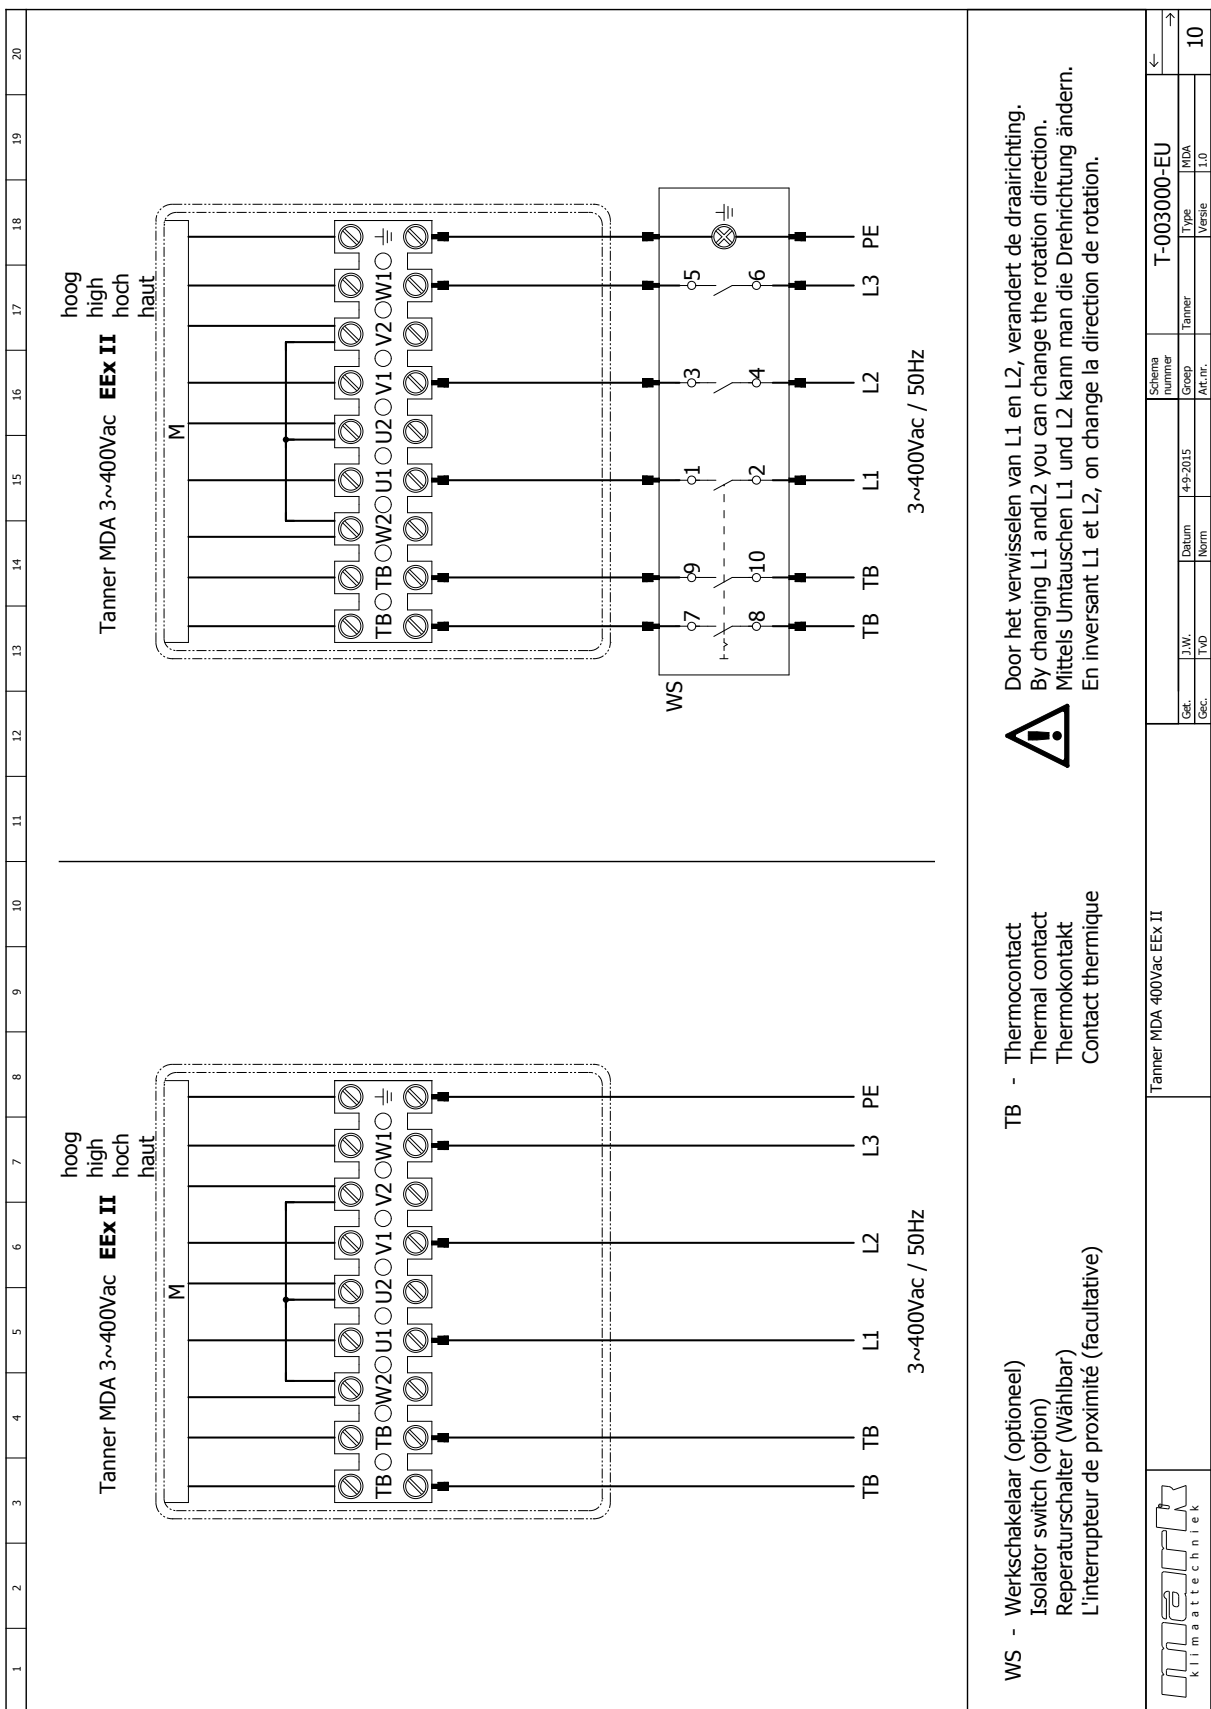 1 2 3 4 5 6 7 8 9 10 11 12 13 14 15 16 17 18 19 20
Tanner MDA 3~400Vac EEx II
hoog
high
hoch
haut
M
TB TB W2 U1 U2 V1 V2 W1
TB TB L1 L2 L3 PE
3~400Vac / 50Hz
Tanner MDA 3~400Vac EEx II
hoog
high
hoch
haut
M
TB TB W2 U1 U2 V1 V2 W1
WS
7 9 1 3 5
8 10 2 4 6
TB TB L1 L2 L3 PE
3~400Vac / 50Hz
WS - Werkschakelaar (optioneel)
Isolator switch (option)
Reperaturschalter (Wählbar)
L'interrupteur de proximité (facultative)
TB - Thermocontact
Thermal contact
Thermokontakt
Contact thermique
Door het verwisselen van L1 en L2, verandert de draairichting.
By changing L1 andL2 you can change the rotation direction.
Mittels Umtauschen L1 und L2 kann man die Drehrichtung ändern.
En inversant L1 et L2, on change la direction de rotation.
mark
klimaattechniek
Tanner MDA 400Vac EEx II
Schema
nummer
T-003000-EU
Get. J.W. Datum 4-9-2015 Groep Tanner Type MDA
Gec. TvD Norm Art.nr. Versie 1.0
← →
10